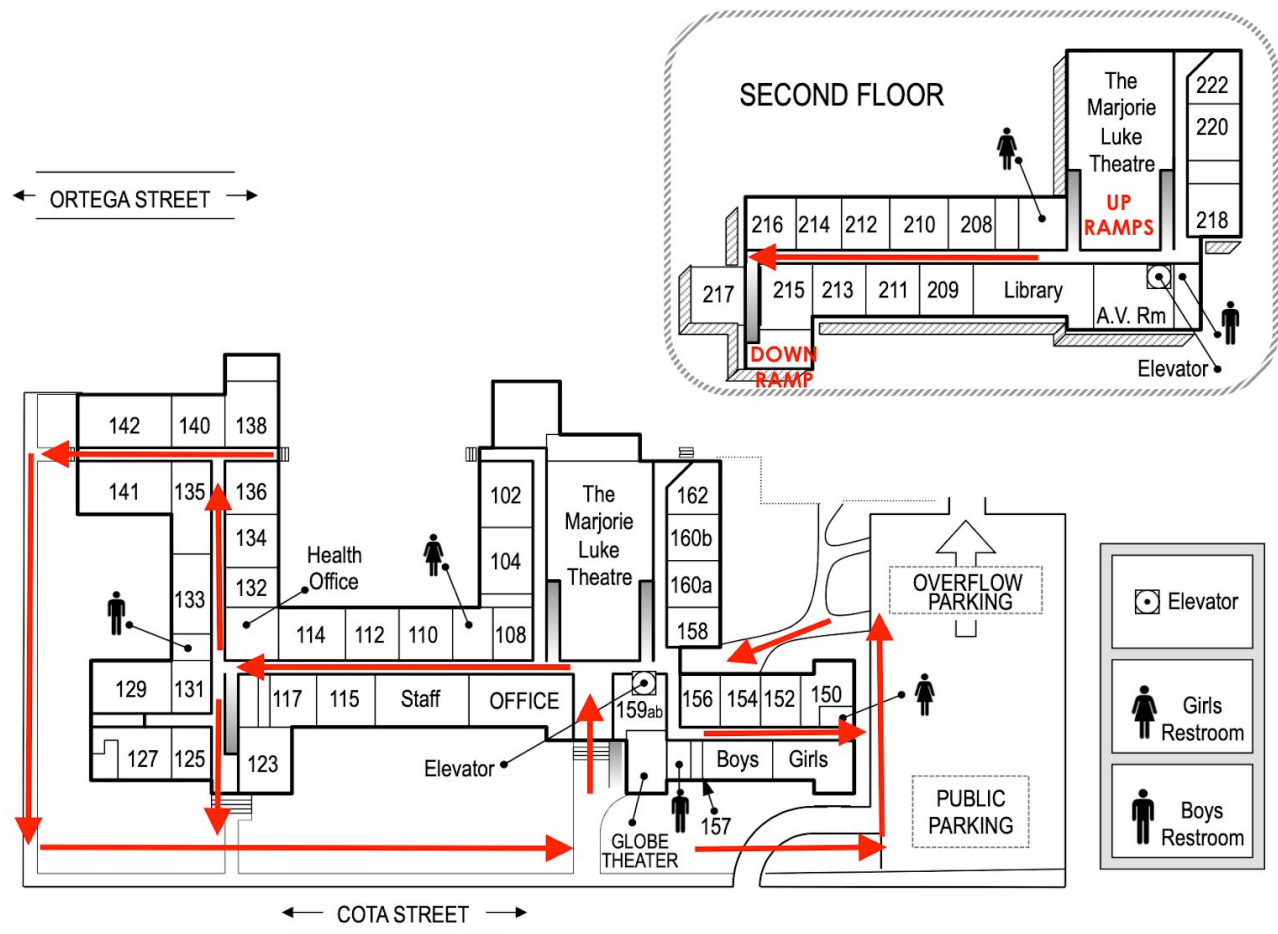 SECOND FLOOR
The
Marjorie
Luke
Theatre
UP
RAMPS
222
220
218
216
214
212
210
208
217
215
213
211
209
Library
A.V. Rm
DOWN
RAMP
Elevator
ORTEGA STREET
142
140
138
141
135
136
134
132
133
Health
Office
114
112
110
108
102
104
The
Marjorie
Luke
Theatre
162
160b
160a
158
129
131
127
125
123
117
115
Staff
OFFICE
159ab
156
154
152
150
Boys
Girls
157
Elevator
GLOBE
THEATER
OVERFLOW
PARKING
PUBLIC
PARKING
Elevator
Girls
Restroom
Boys
Restroom
COTA STREET